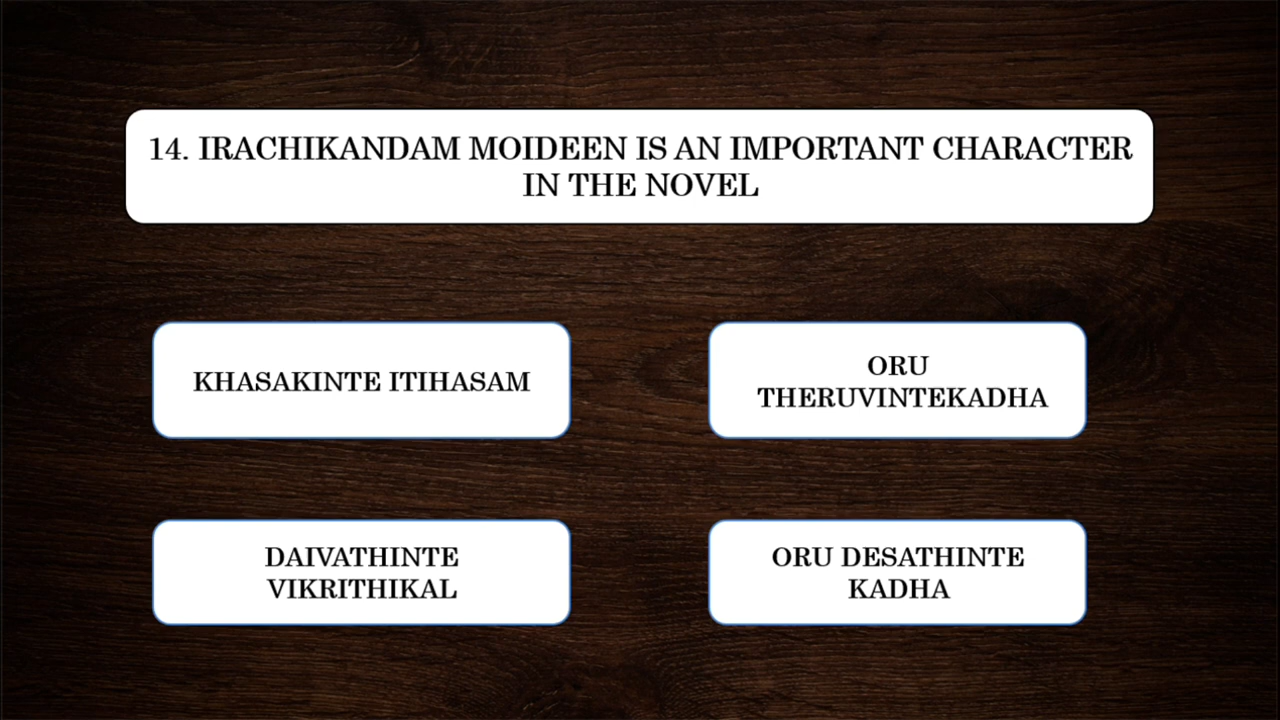 14. IRACHIKANDAM MOIDEEN IS AN IMPORTANT CHARACTER
IN THE NOVEL
KHASAKINTE ITIHASAM
ORU
THERUVINTEKADHA
DAIVATHINTE
VIKRITHIKAL
ORU DESATHINTE
KADHA